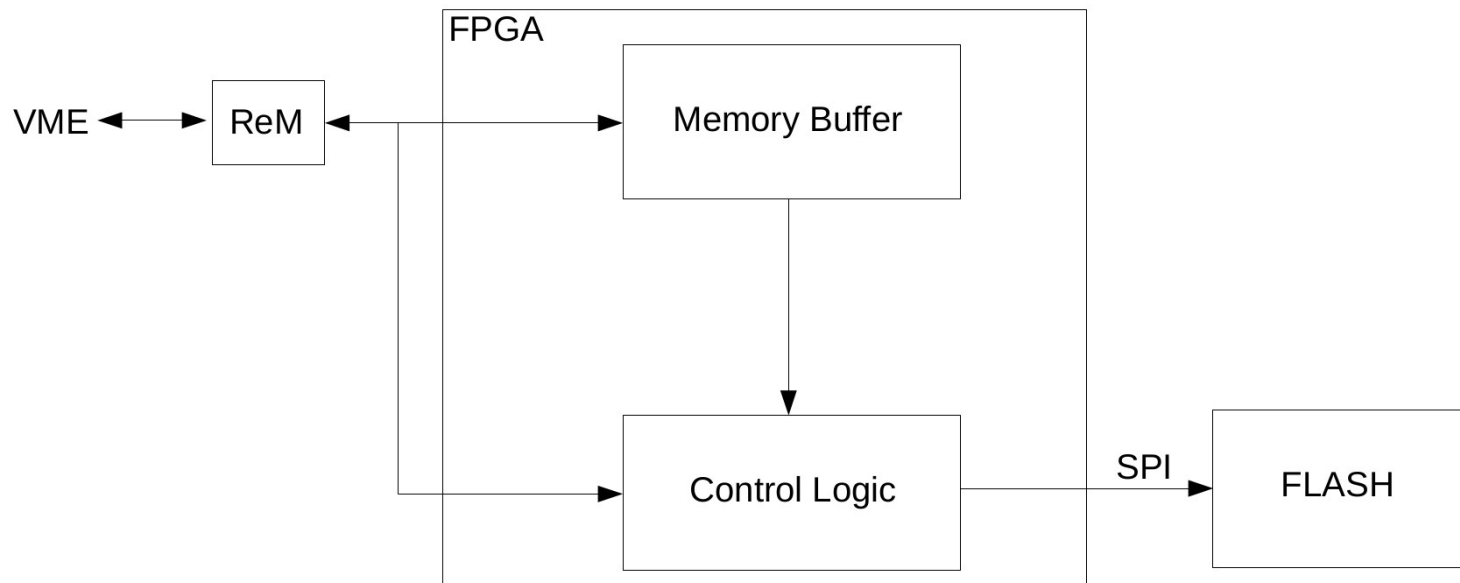 FPGA
Memory Buffer
VME
ReM
Control Logic
SPI
FLASH